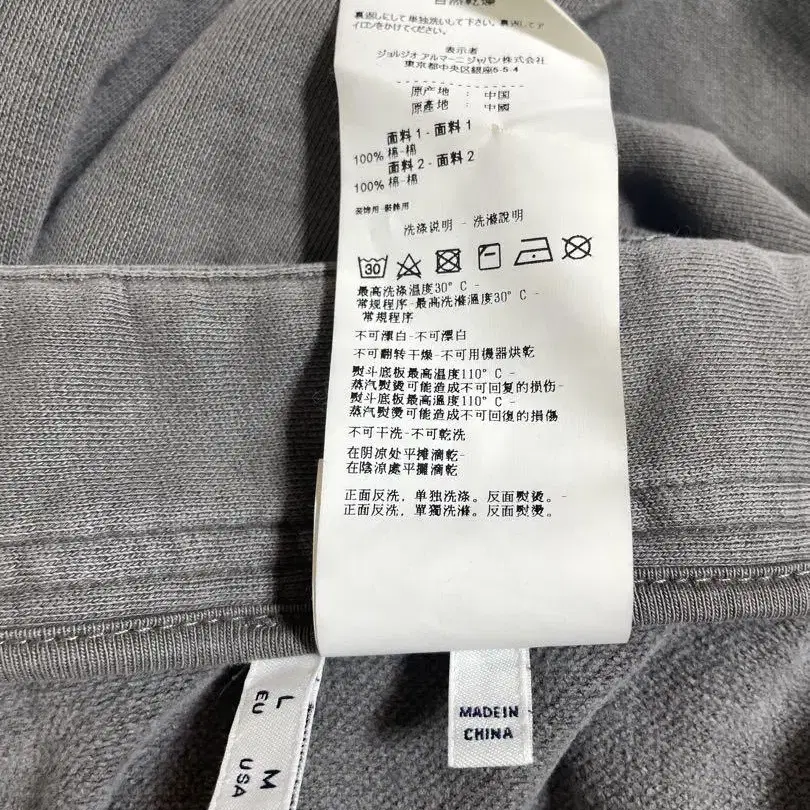 自然乾燥
裏返しにして単独洗いして下さい。裏返してア
イロンをかけてください。
表示者
ジョルジオ アルマーニ ジャパン株式会社
東京都中央区銀座5-5-4
原产地 : 中国
原產地 : 中國
面料1-面料1
100% 棉-棉
面料2-面料2
100% 棉-棉
装饰用-裝飾用
洗涤说明 - 洗滌說明
30
最高洗涤温度30° C -
常规程序-最高洗滌溫度30° C -
常規程序
不可漂白-不可漂白
不可翻转干燥-不可用機器烘乾
熨斗底板最高温度110° C -
蒸汽熨烫可能造成不可回复的损伤-
熨斗底板最高溫度110° C -
蒸汽熨燙可能造成不可回復的損傷
不可干洗-不可乾洗
在阴凉处平摊滴乾-
在陰涼處平攤滴乾
正面反洗，单独洗涤。反面熨烫。-
正面反洗，單獨洗滌。反面熨燙。
L M
EU USA
MADE IN
CHINA